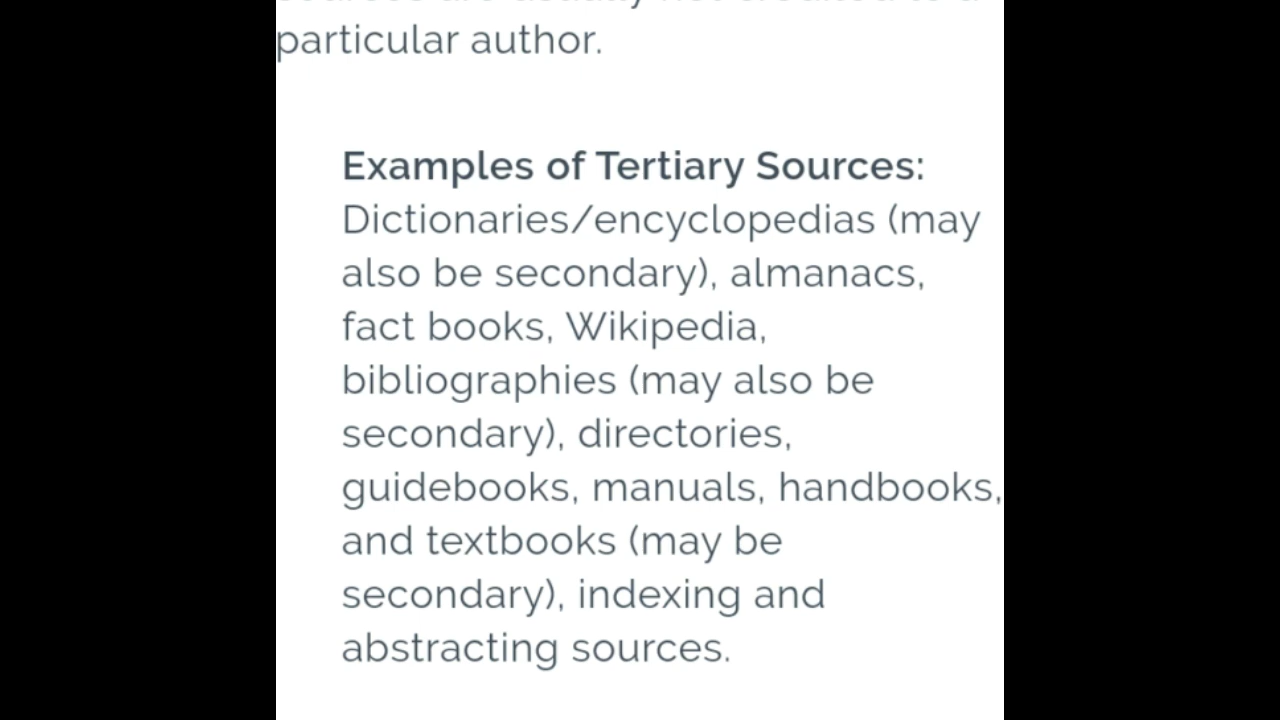 particular author.
Examples of Tertiary Sources:
Dictionaries/encyclopedias (may
also be secondary), almanacs,
fact books, Wikipedia,
bibliographies (may also be
secondary), directories,
guidebooks, manuals, handbooks,
and textbooks (may be
secondary), indexing and
abstracting sources.